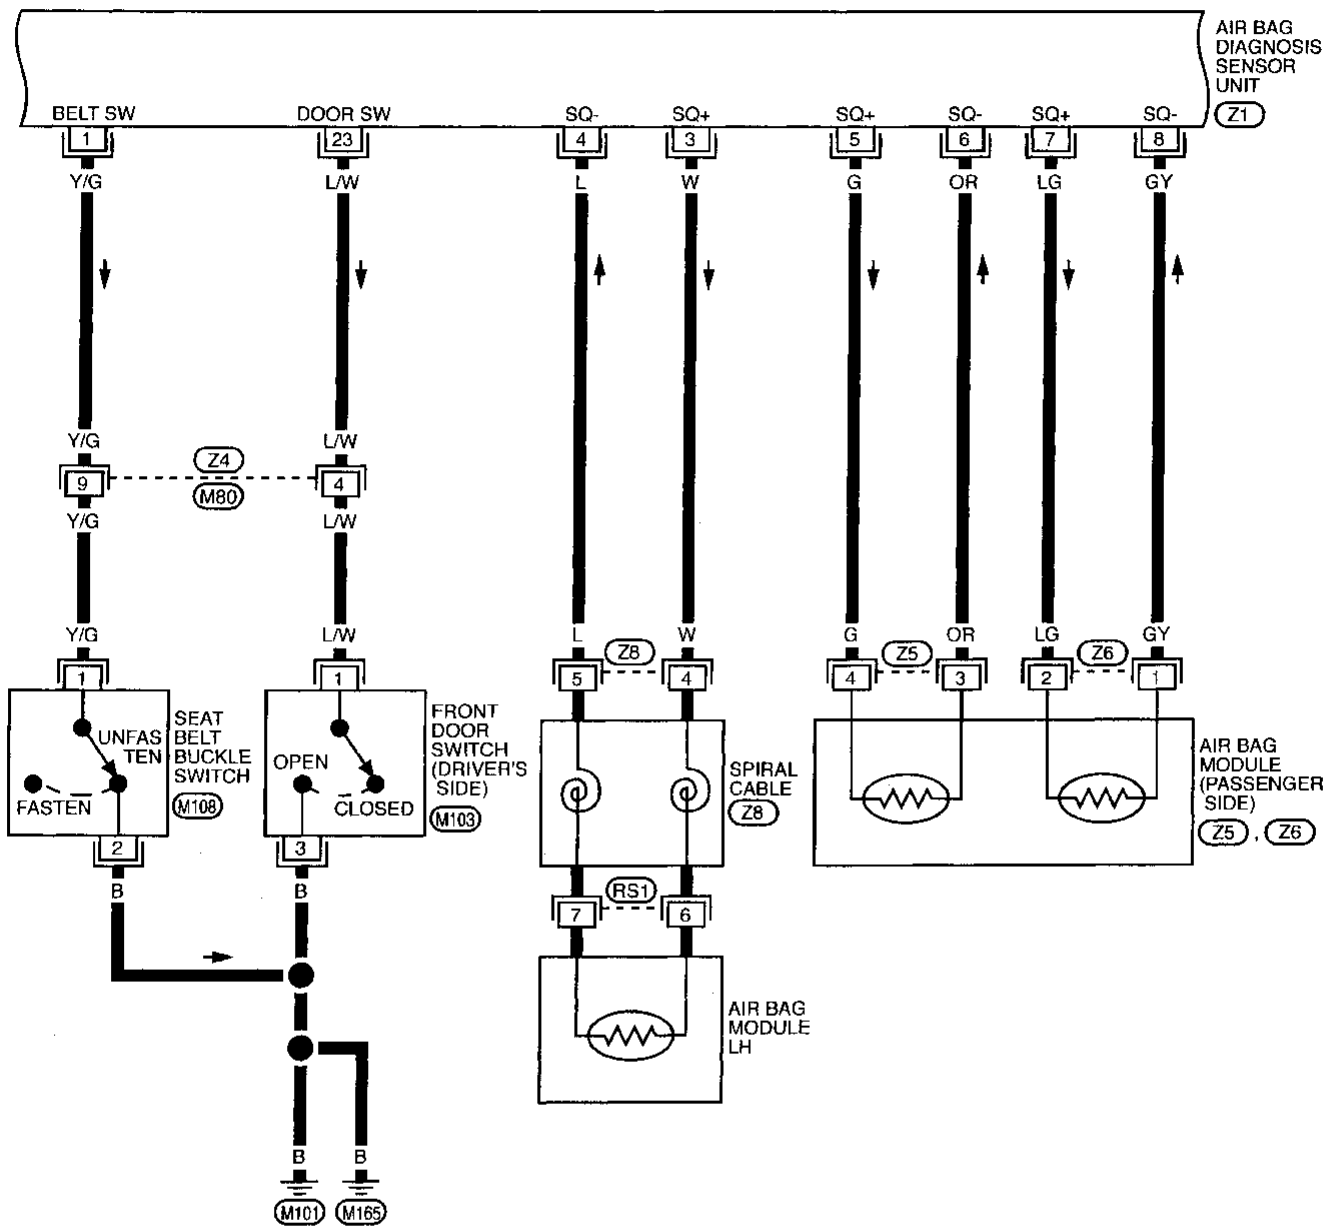 AIR BAG
DIAGNOSIS
SENSOR
UNIT
Z1
BELT SW DOOR SW SQ- SQ+ SQ+ SQ- SQ+ SQ-
1 23 4 3 5 6 7 8
Y/G L/W L W G OR LG GY
Y/G L/W
Z4
9 4
M80
Y/G L/W
Y/G L/W L W G OR LG GY
Z8 Z5 Z6
1 1 5 4 4 3 2 1
UNFAS
TEN
FASTEN
SEAT
BELT
BUCKLE
SWITCH
M108
OPEN
CLOSED
FRONT
DOOR
SWITCH
(DRIVER'S
SIDE)
M103
SPIRAL
CABLE
Z8
AIR BAG
MODULE
(PASSENGER
SIDE)
Z5 , Z6
2 3
B B
RS1
7 6
AIR BAG
MODULE
LH
B B
M101 M165